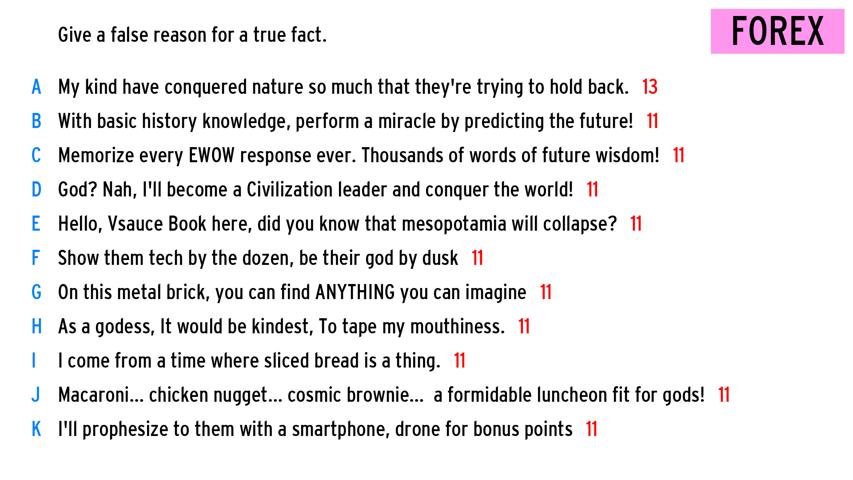 Give a false reason for a true fact.
FOREX
A My kind have conquered nature so much that they're trying to hold back. 13
B With basic history knowledge, perform a miracle by predicting the future! 11
C Memorize every EWOW response ever. Thousands of words of future wisdom! 11
D God? Nah, I'll become a Civilization leader and conquer the world! 11
E Hello, Vsauce Book here, did you know that mesopotamia will collapse? 11
F Show them tech by the dozen, be their god by dusk 11
G On this metal brick, you can find ANYTHING you can imagine 11
H As a godess, It would be kindest, To tape my mouthiness. 11
I I come from a time where sliced bread is a thing. 11
J Macaroni... chicken nugget... cosmic brownie... a formidable luncheon fit for gods! 11
K I'll prophesize to them with a smartphone, drone for bonus points 11